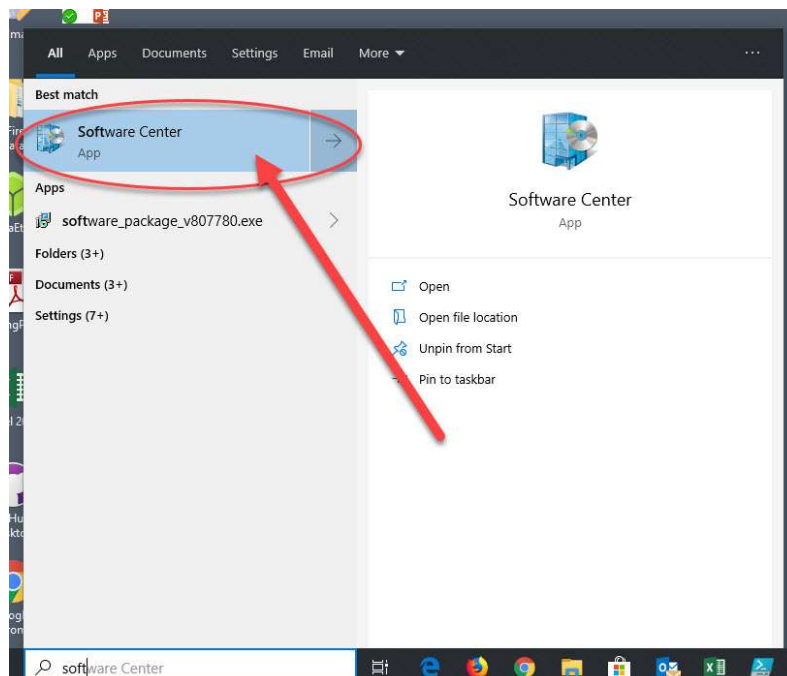 All Apps Documents Settings Email More
Best match
Software Center
App
Apps
software_package_v807780.exe
Folders (3+)
Documents (3+)
Settings (7+)
Software Center
App
Open
Open file location
Unpin from Start
Pin to taskbar
software Center